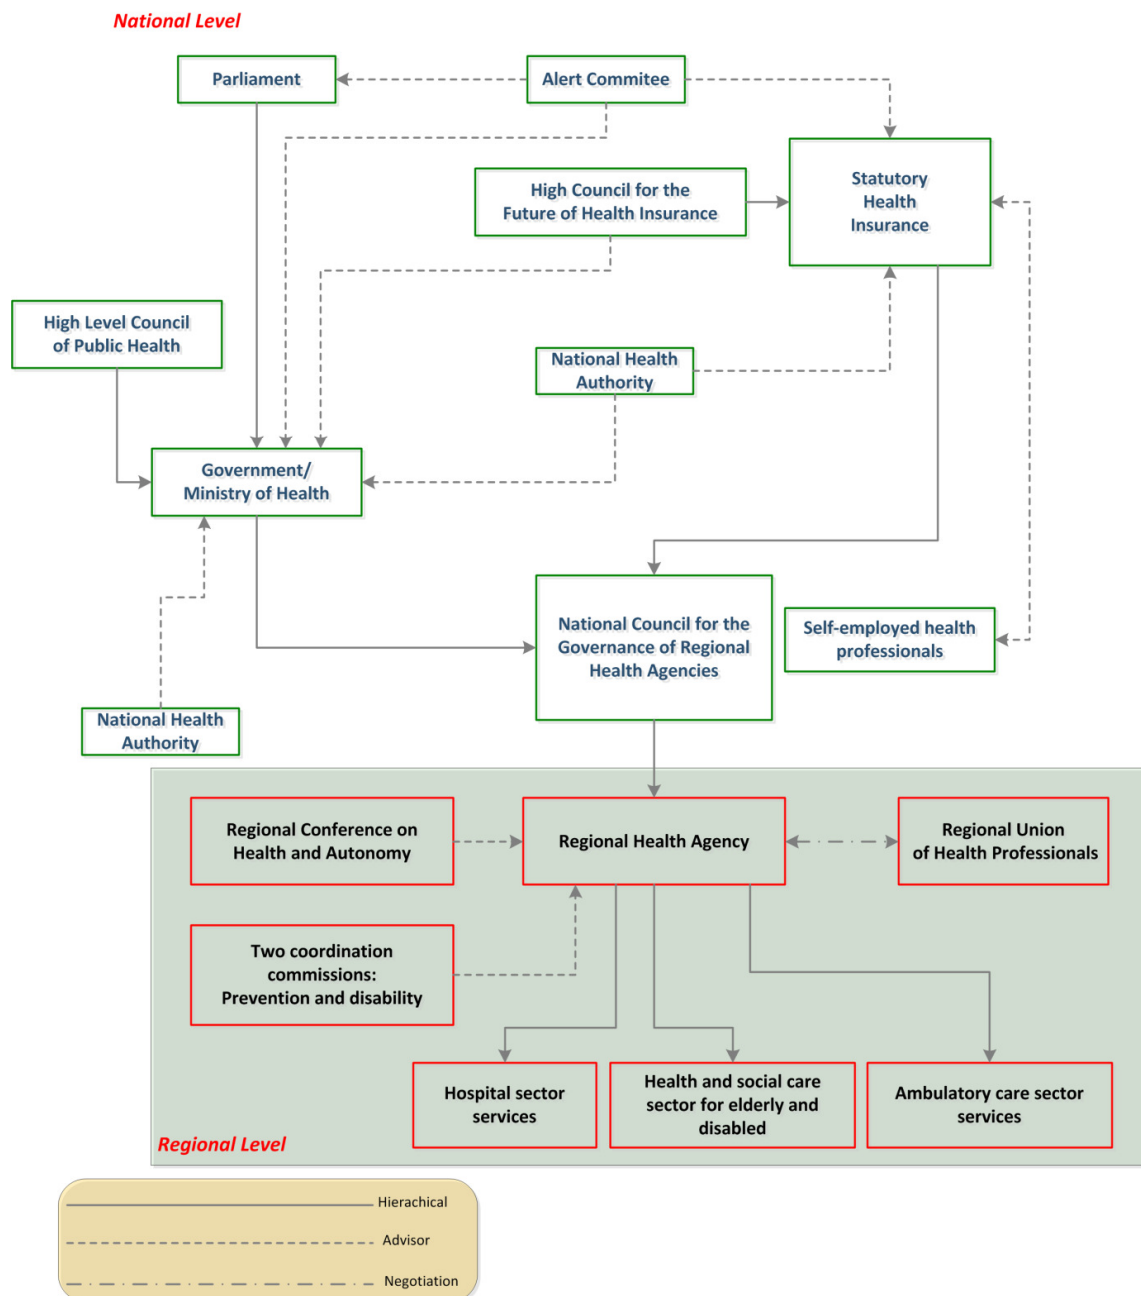 National Level
Parliament
Alert Commitee
High Council for the
Future of Health Insurance
Statutory
Health
Insurance
High Level Council
of Public Health
National Health
Authority
Government/
Ministry of Health
National Council for the
Governance of Regional
Health Agencies
Self-employed health
professionals
National Health
Authority
Regional Conference on
Health and Autonomy
Regional Health Agency
Regional Union
of Health Professionals
Two coordination
commissions:
Prevention and disability
Hospital sector
services
Health and social care
sector for elderly and
disabled
Ambulatory care sector
services
Regional Level
Hierachical
Advisor
Negotiation